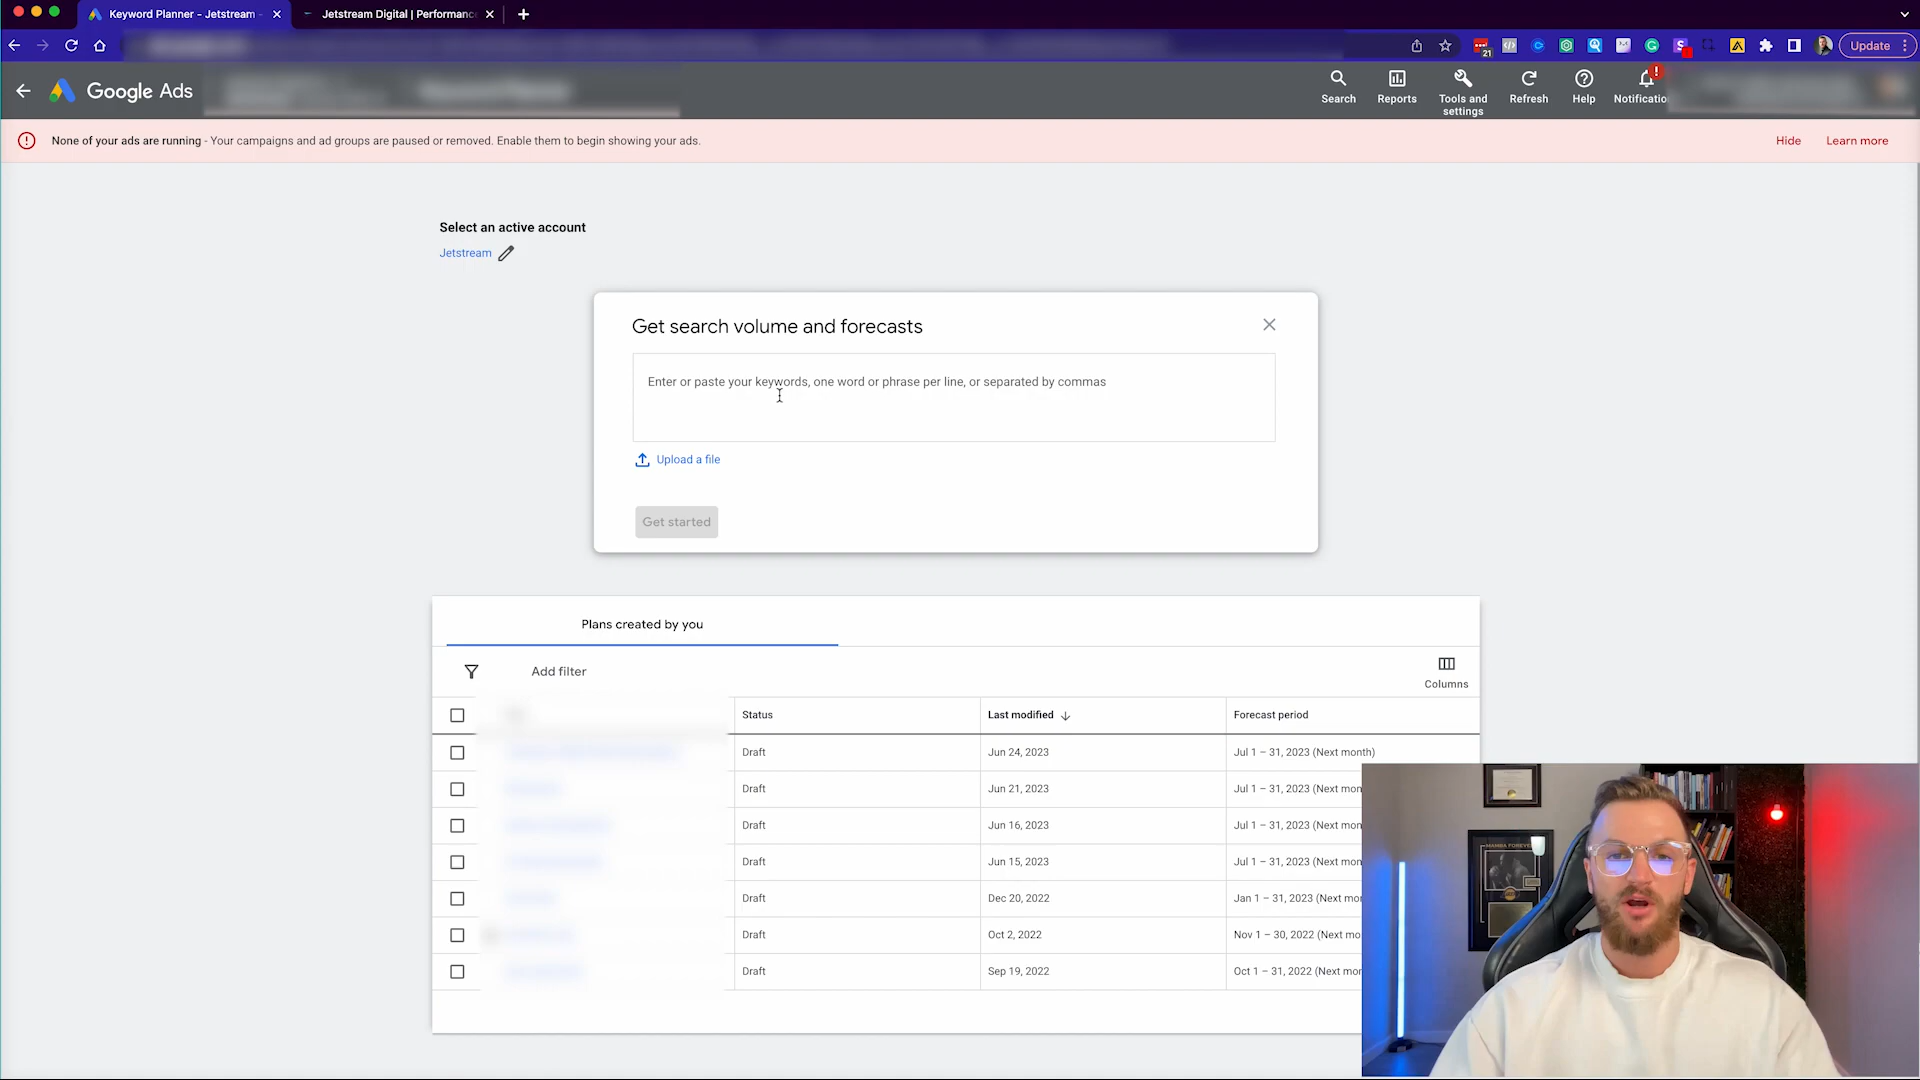 Keyword Planner - Jetstream -
Jetstream Digital | Performanc
Update
21
Google Ads
Search
Reports
Tools and settings
Refresh
Help
Notificatio
None of your ads are running - Your campaigns and ad groups are paused or removed. Enable them to begin showing your ads.
Hide
Learn more
Select an active account
Jetstream
Get search volume and forecasts
Enter or paste your keywords, one word or phrase per line, or separated by commas
Upload a file
Get started
Plans created by you
Add filter
Columns
Status
Last modified
Forecast period
Draft
Jun 24, 2023
Jul 1 – 31, 2023 (Next month)
Draft
Jun 21, 2023
Jul 1 – 31, 2023 (Next mon
Draft
Jun 16, 2023
Jul 1 – 31, 2023 (Next mon
Draft
Jun 15, 2023
Jul 1 – 31, 2023 (Next mon
Draft
Dec 20, 2022
Jan 1 – 31, 2023 (Next mon
Draft
Oct 2, 2022
Nov 1 – 30, 2022 (Next mo
Draft
Sep 19, 2022
Oct 1 – 31, 2022 (Next mon
MAMBA FOREVER